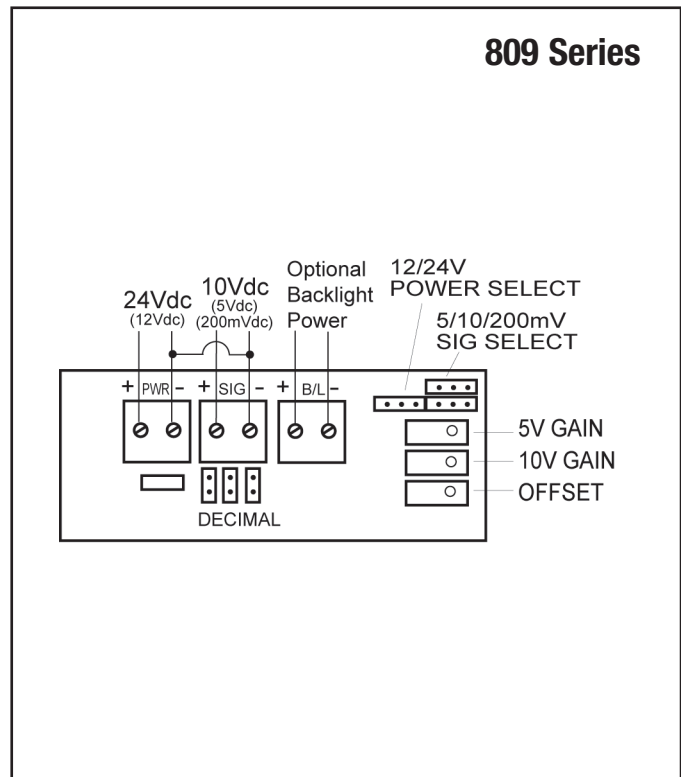 809 Series
24Vdc
(12Vdc)
10Vdc
(5Vdc)
(200mVdc)
Optional
Backlight
Power
12/24V
POWER SELECT
5/10/200mV
SIG SELECT
+ PWR - + SIG - + B/L -
5V GAIN
10V GAIN
OFFSET
DECIMAL